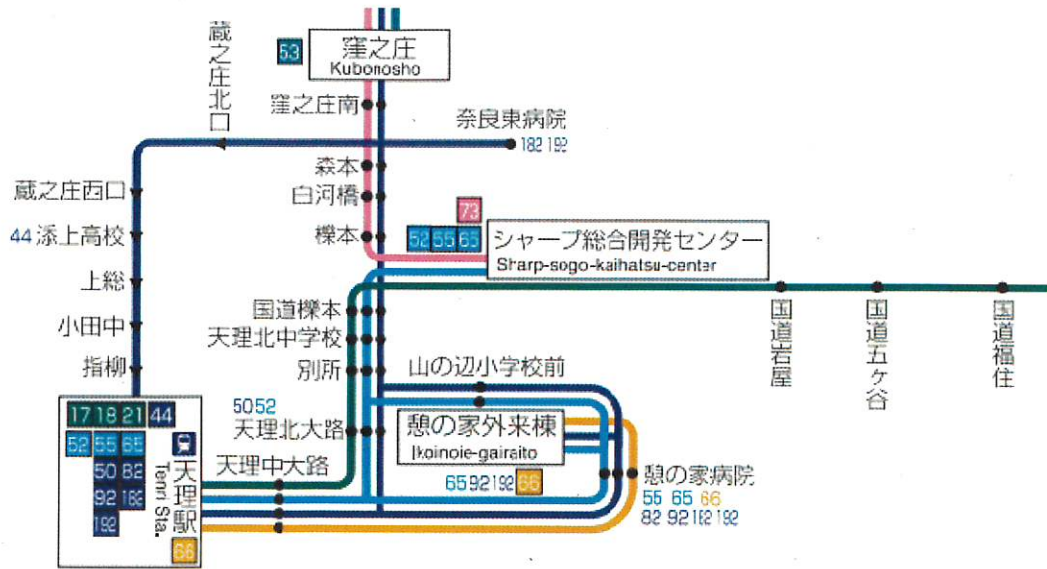 蔵之庄北口
53
窪之庄
Kubonosho
窪之庄南
奈良東病院
182 192
森本
白河橋
蔵之庄西口
櫟本
73
52 55 65
シャープ総合開発センター
Sharp-sogo-kaihatsu-center
44 添上高校
上総
小田中
指柳
国道櫟本
天理北中学校
別所
国道岩屋
国道五ヶ谷
国道福住
山の辺小学校前
50 52
天理北大路
憩の家外来棟
Ikoinoie-gairaito
65 92 192 66
天理中大路
憩の家病院
55 65 66
82 92 182 192
17 18 21 44
52 55 65
50 82
92 182
192
天理駅
Tenri Sta.
66